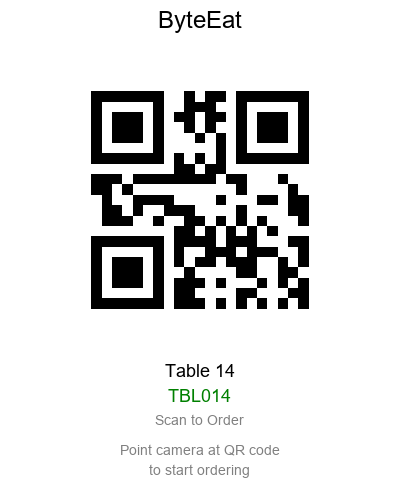 ByteEat
Table 14
TBL014
Scan to Order
Point camera at QR code
to start ordering